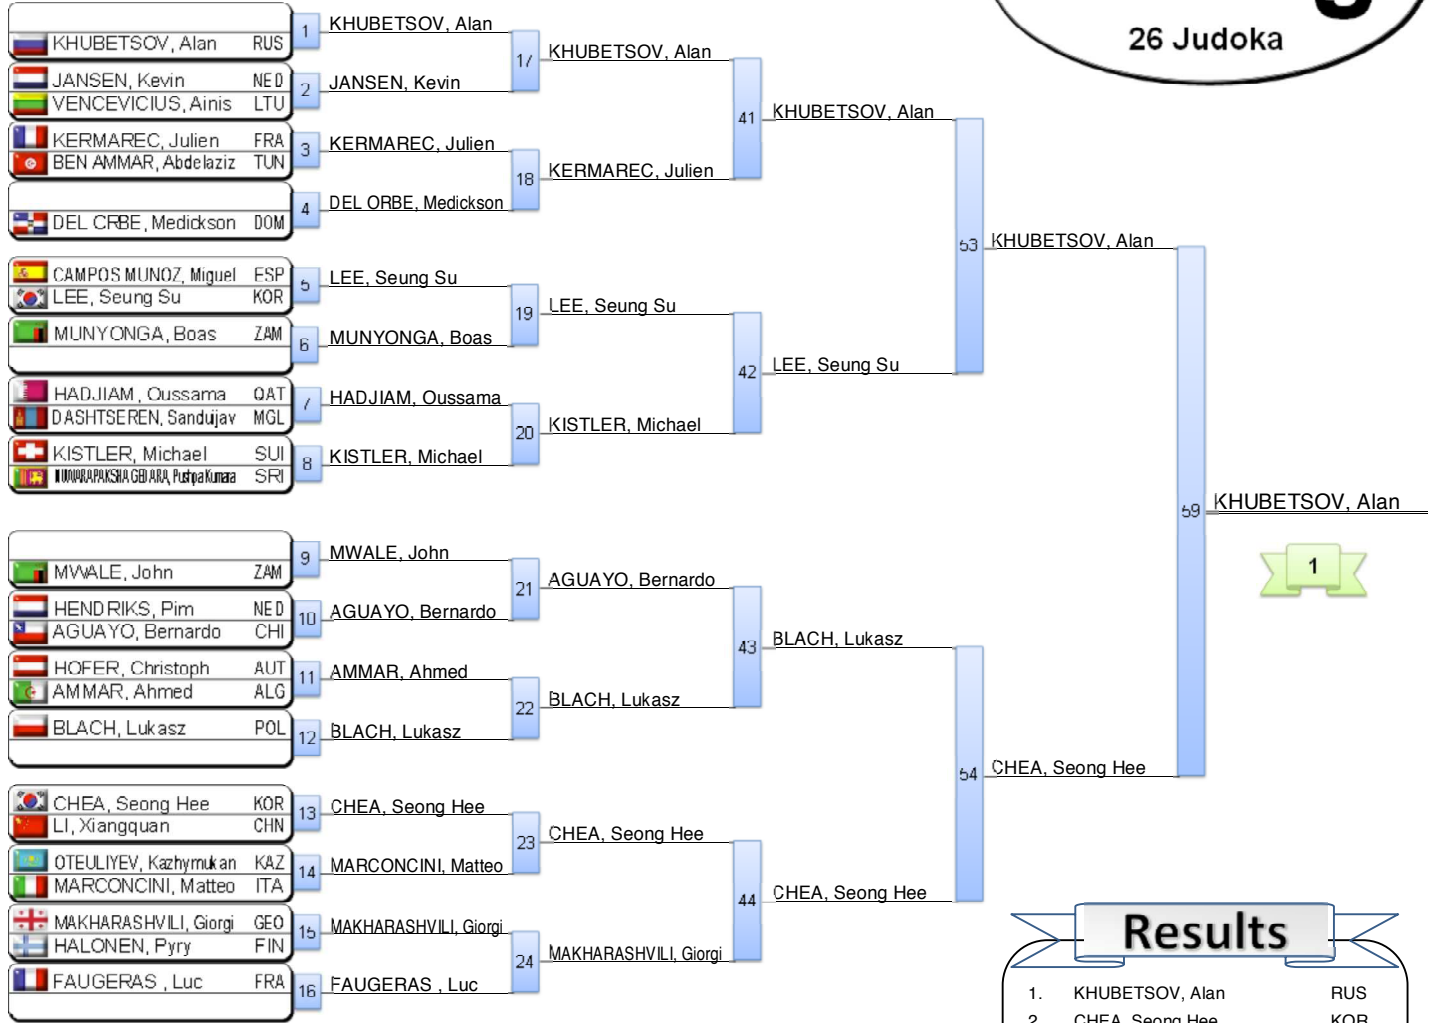 26 Judoka
KHUBETSOV, Alan RUS
JANSEN, Kevin NED
VENCEVICIUS, Ainis LTU
KERMAREC, Julien FRA
BEN AMMAR, Abdelaziz TUN
DEL CRBE, Medickson DOM
CAMPOS MUNOZ, Miguel ESP
LEE, Seung Su KOR
MUNYONGA, Boas ZAM
HADJIAM, Oussama QAT
DASHTSEREN, Sandujav MGL
KISTLER, Michael SUI
GEDARA, Pushpa Kumara SRI
MWALE, John ZAM
HENDRIKS, Pim NED
AGUAYO, Bernardo CHI
HOFER, Christoph AUT
AMMAR, Ahmed ALG
BLACH, Lukasz POL
CHEA, Seong Hee KOR
LI, Xiangquan CHN
OTEULIYEV, Kazhymukan KAZ
MARCONCINI, Matteo ITA
MAKHARASHVILI, Giorgi GEO
HALONEN, Pyry FIN
FAUGERAS , Luc FRA
1 KHUBETSOV, Alan
2 JANSEN, Kevin
3 KERMAREC, Julien
4 DEL ORBE, Medickson
5 LEE, Seung Su
6 MUNYONGA, Boas
7 HADJIAM, Oussama
8 KISTLER, Michael
9 MWALE, John
10 AGUAYO, Bernardo
11 AMMAR, Ahmed
12 BLACH, Lukasz
13 CHEA, Seong Hee
14 MARCONCINI, Matteo
15 MAKHARASHVILI, Giorgi
16 FAUGERAS , Luc
17 KHUBETSOV, Alan
18 KERMAREC, Julien
19 LEE, Seung Su
20 KISTLER, Michael
21 AGUAYO, Bernardo
22 BLACH, Lukasz
23 CHEA, Seong Hee
24 MAKHARASHVILI, Giorgi
41 KHUBETSOV, Alan
42 LEE, Seung Su
43 BLACH, Lukasz
44 CHEA, Seong Hee
53 KHUBETSOV, Alan
54 CHEA, Seong Hee
59 KHUBETSOV, Alan
1
Results
1. KHUBETSOV, Alan RUS
2. CHEA, Seong Hee KOR